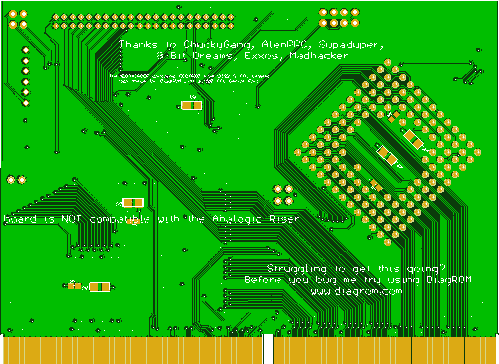 Thanks to ChuckyGang, AlenPPC, Supaduper,
8-Bit Dreams, Exxos, Madhacker
board is NOT compatible with the Analogic Riser
Struggling to get this going?
Before you bug me try using DiagROM
www.diagrom.com